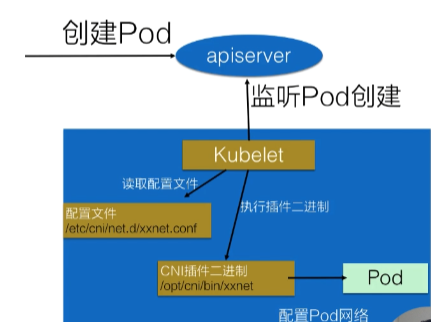 创建Pod
apiserver
监听Pod创建
Kubelet
读取配置文件
配置文件
/etc/cni/net.d/xxnet.conf
执行插件二进制
CNI插件二进制
/opt/cni/bin/xxnet
Pod
配置Pod网络